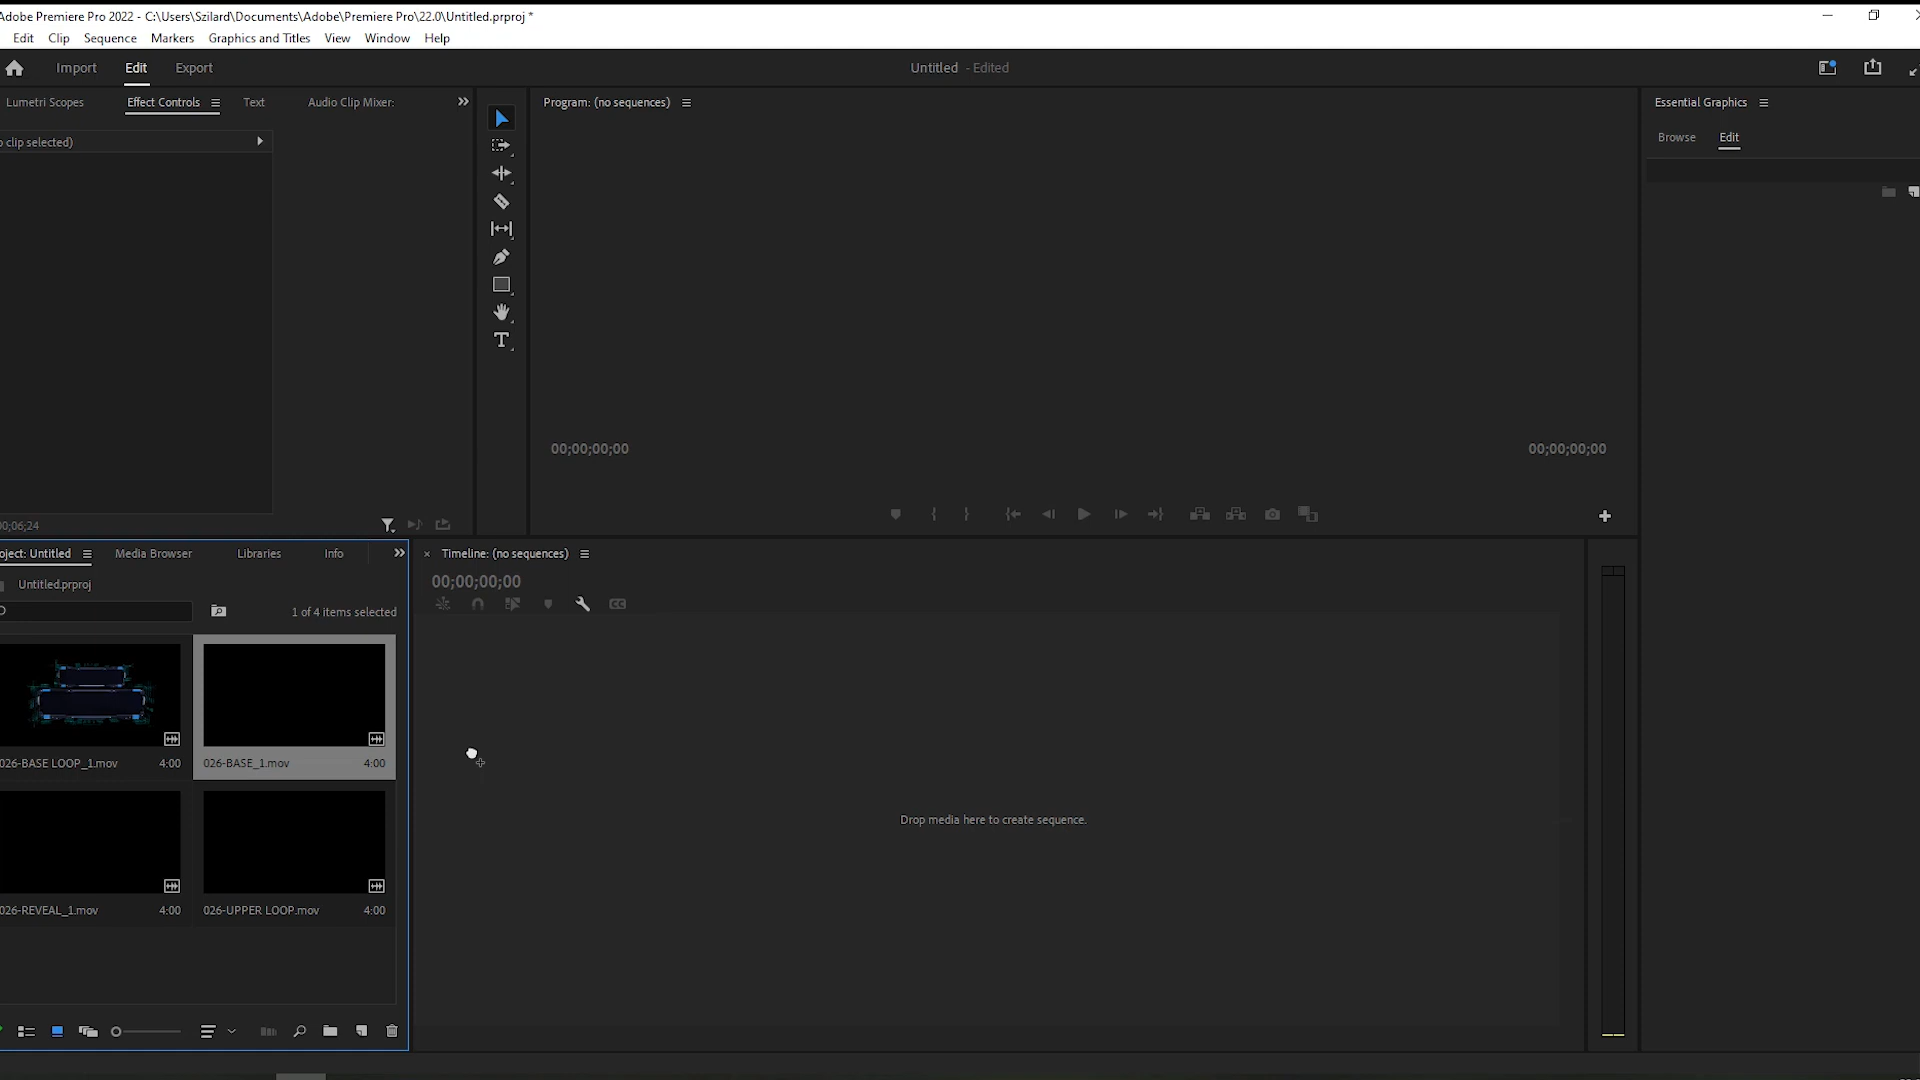 Adobe Premiere Pro 2022 - C:\Users\Szilard\Documents\Adobe\Premiere Pro\22.0\Untitled.prproj *
Edit Clip Sequence Markers Graphics and Titles View Window Help
Import Edit Export Untitled - Edited
Lumetri Scopes Effect Controls Text Audio Clip Mixer: Program: (no sequences) Essential Graphics
Browse Edit
clip selected)
00;00;00;00 00;00;00;00
00;06;24
oject: Untitled Media Browser Libraries Info Timeline: (no sequences)
00;00;00;00
Untitled.prproj
1 of 4 items selected
026-BASE LOOP_1.mov 4:00 026-BASE_1.mov 4:00
Drop media here to create sequence.
026-REVEAL_1.mov 4:00 026-UPPER LOOP.mov 4:00